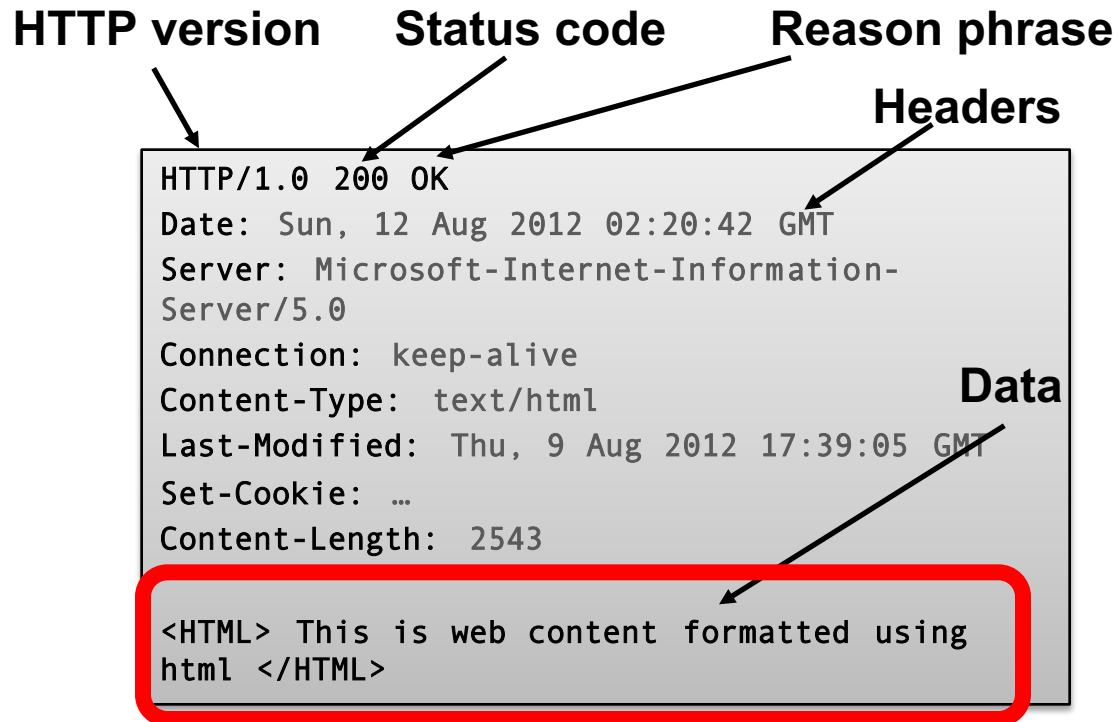 HTTP version Status code Reason phrase
Headers
HTTP/1.0 200 OK
Date: Sun, 12 Aug 2012 02:20:42 GMT
Server: Microsoft-Internet-Information-
Server/5.0
Connection: keep-alive
Content-Type: text/html
Data
Last-Modified: Thu, 9 Aug 2012 17:39:05 GMT
Set-Cookie: …
Content-Length: 2543
<HTML> This is web content formatted using
html </HTML>